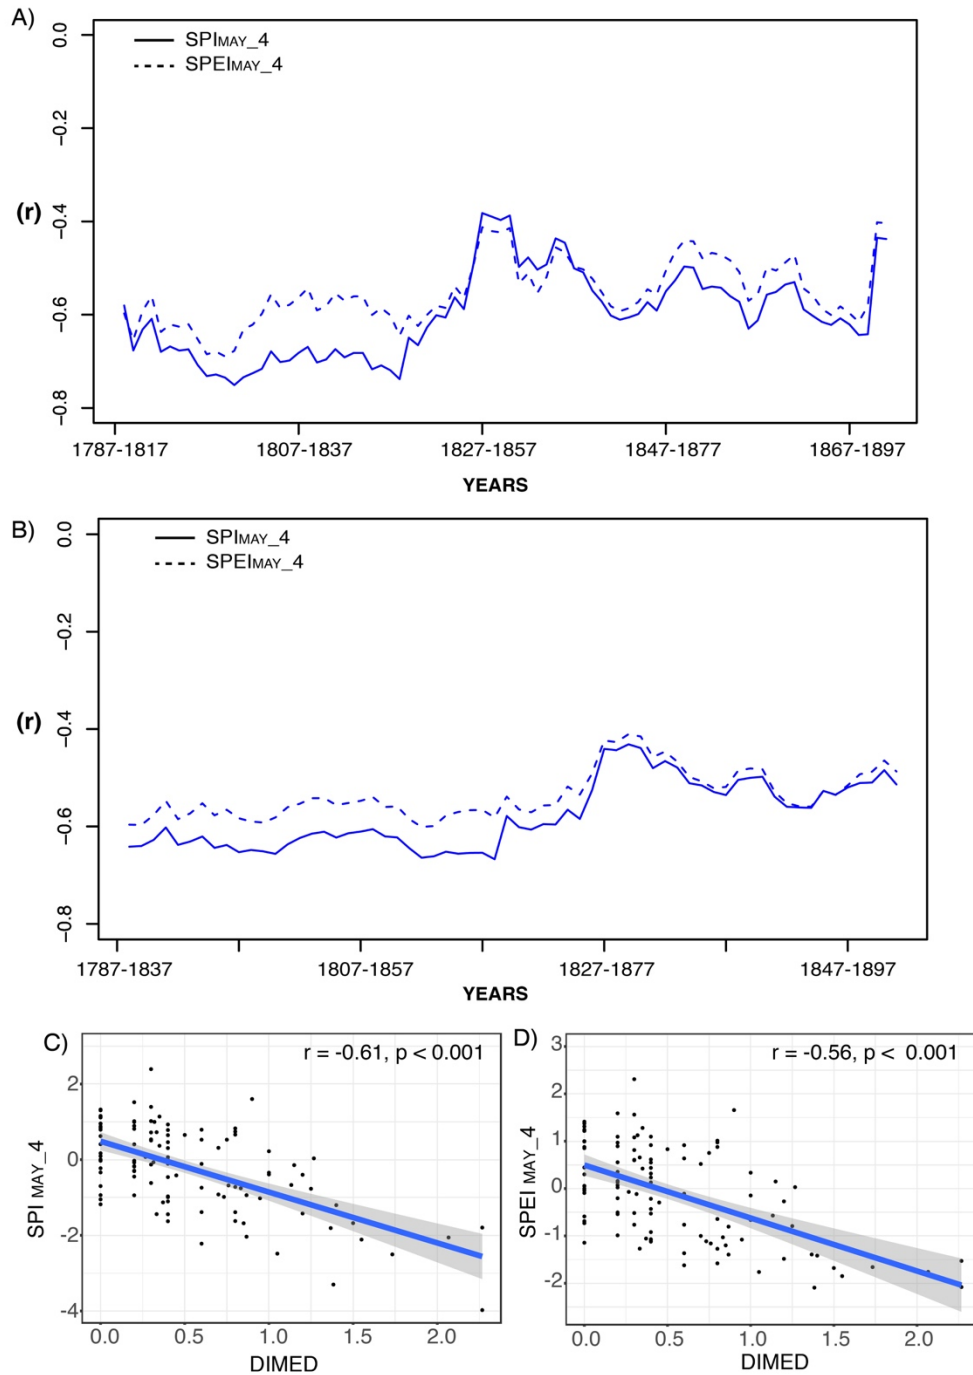 A)
SPIMAY_4
SPEIMAY_4
0.0
−0.2
−0.4
−0.6
−0.8
(r)
1787-1817
1807-1837
1827-1857
1847-1877
1867-1897
YEARS
B)
SPIMAY_4
SPEIMAY_4
0.0
−0.2
−0.4
−0.6
−0.8
(r)
1787-1837
1807-1857
1827-1877
1847-1897
YEARS
C)
r = -0.61, p < 0.001
2
0
-2
-4
SPI MAY_4
0.0
0.5
1.0
1.5
2.0
DIMED
D)
r = -0.56, p < 0.001
3
2
1
0
-1
-2
SPEI MAY_4
0.0
0.5
1.0
1.5
2.0
DIMED